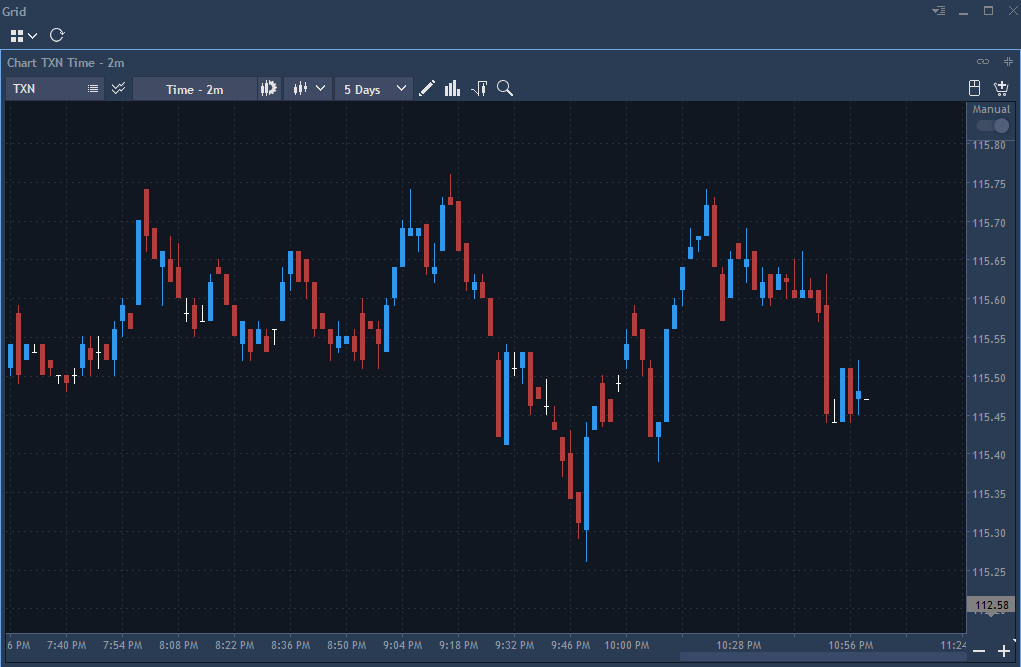 Grid
Chart TXN Time - 2m
TXN
Time - 2m
5 Days
Manual
115.80
115.75
115.70
115.65
115.60
115.55
115.50
115.45
115.40
115.35
115.30
115.25
112.58
6 PM 7:40 PM 7:54 PM 8:08 PM 8:22 PM 8:36 PM 8:50 PM 9:04 PM 9:18 PM 9:32 PM 9:46 PM 10:00 PM 10:28 PM 10:56 PM 11:24